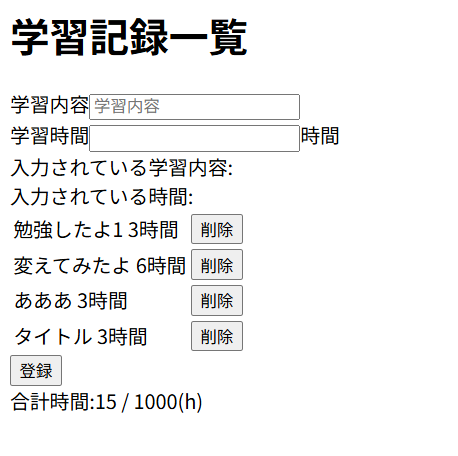 学習記録一覧
学習内容 学習内容
学習時間 時間
入力されている学習内容:
入力されている時間:
勉強したよ1 3時間 削除
変えてみたよ 6時間 削除
あああ 3時間 削除
タイトル 3時間 削除
登録
合計時間:15 / 1000(h)